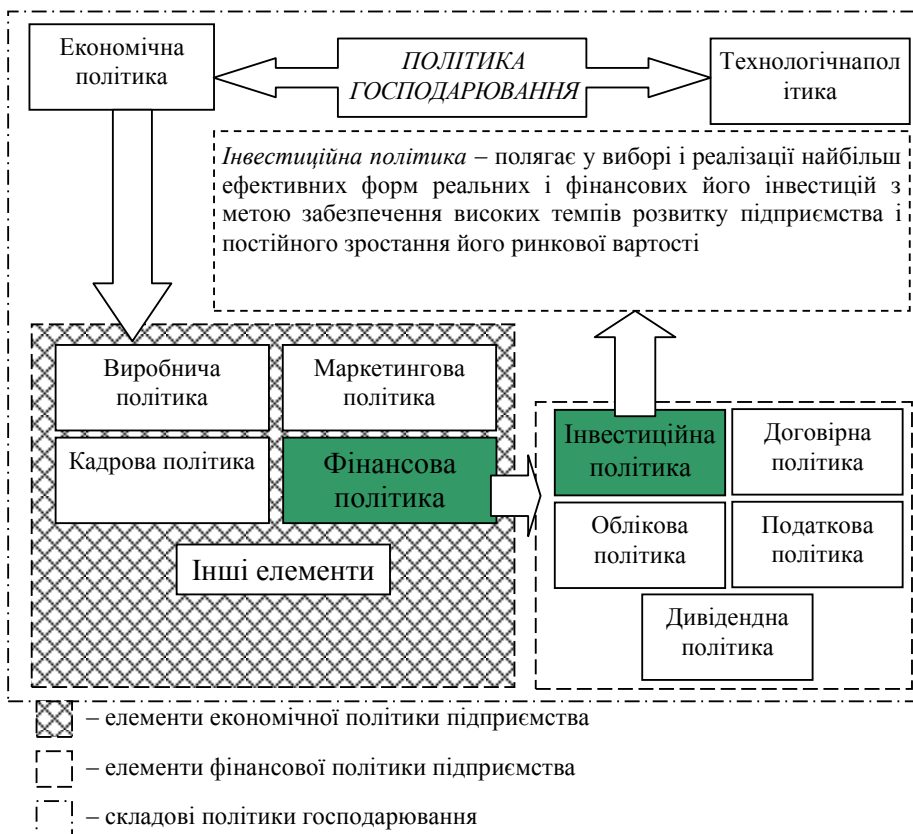 Економічна
політика
ПОЛІТИКА
ГОСПОДАРЮВАННЯ
Технологічнапол
ітика
Інвестиційна політика – полягає у виборі і реалізації найбільш
ефективних форм реальних і фінансових його інвестицій з
метою забезпечення високих темпів розвитку підприємства і
постійного зростання його ринкової вартості
Виробнича
політика
Маркетингова
політика
Кадрова політика
Фінансова
політика
Інші елементи
Інвестиційна
політика
Договірна
політика
Облікова
політика
Податкова
політика
Дивідендна
політика
– елементи економічної політики підприємства
– елементи фінансової політики підприємства
– складові політики господарювання